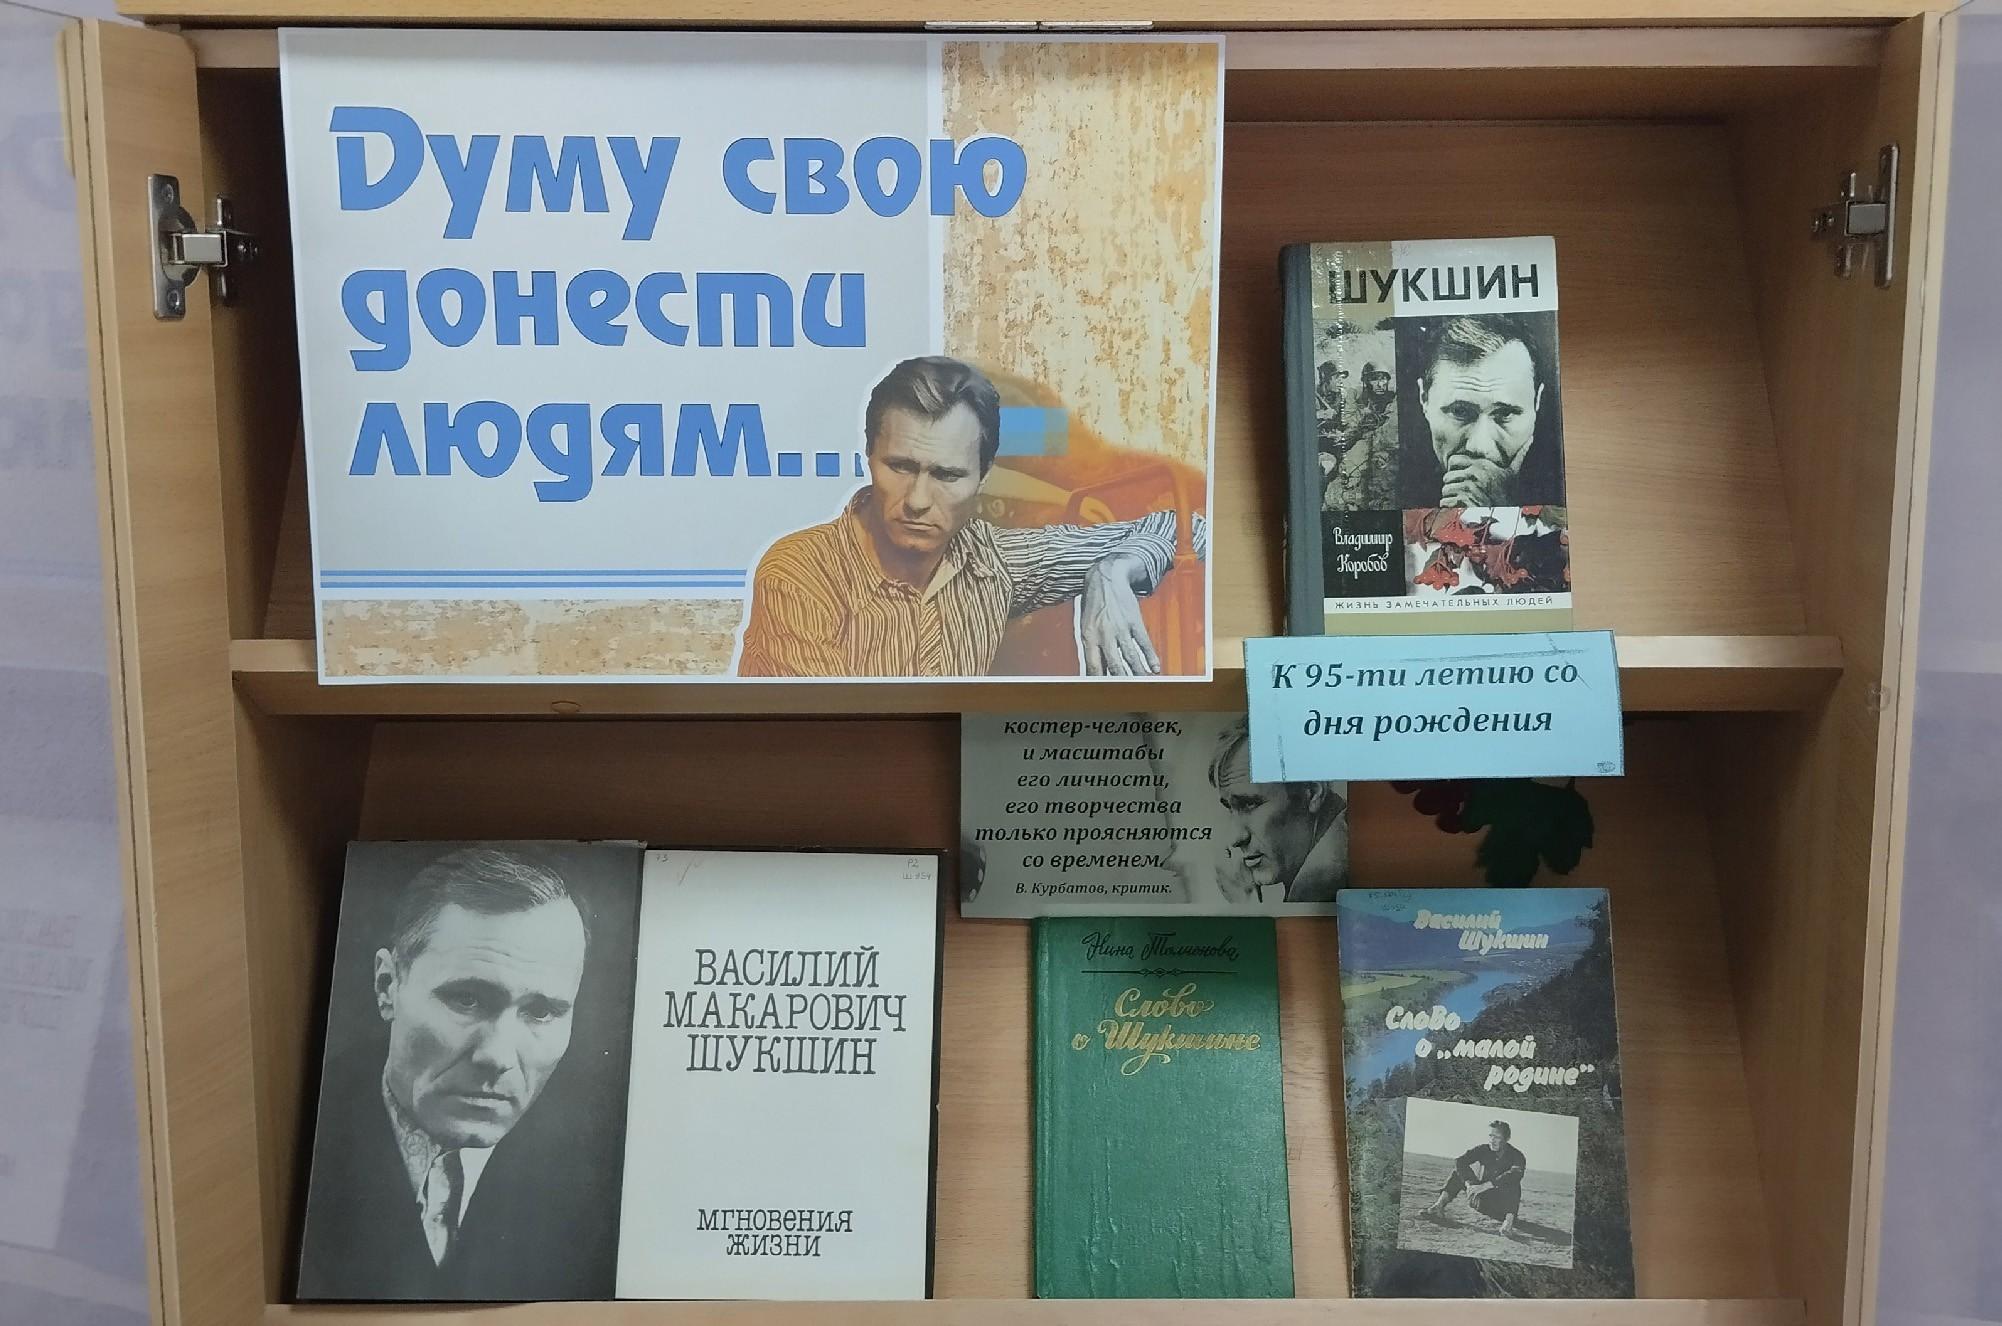 Думу свою
донести
людям...
ШУКШИН
Владимир
Коробов
ЖИЗНЬ ЗАМЕЧАТЕЛЬНЫХ ЛЮДЕЙ
К 95-ти летию со
дня рождения
костер-человек,
и масштабы
его личности,
его творчества
только проясняются
со временем.
В. Курбатов, критик.
ВАСИЛИЙ
МАКАРОВИЧ
ШУКШИН
МГНОВЕНИЯ
ЖИЗНИ
Нина Толченова
Слово
о Шукшине
Василий
Шукшин
Слово
о „малой
родине“